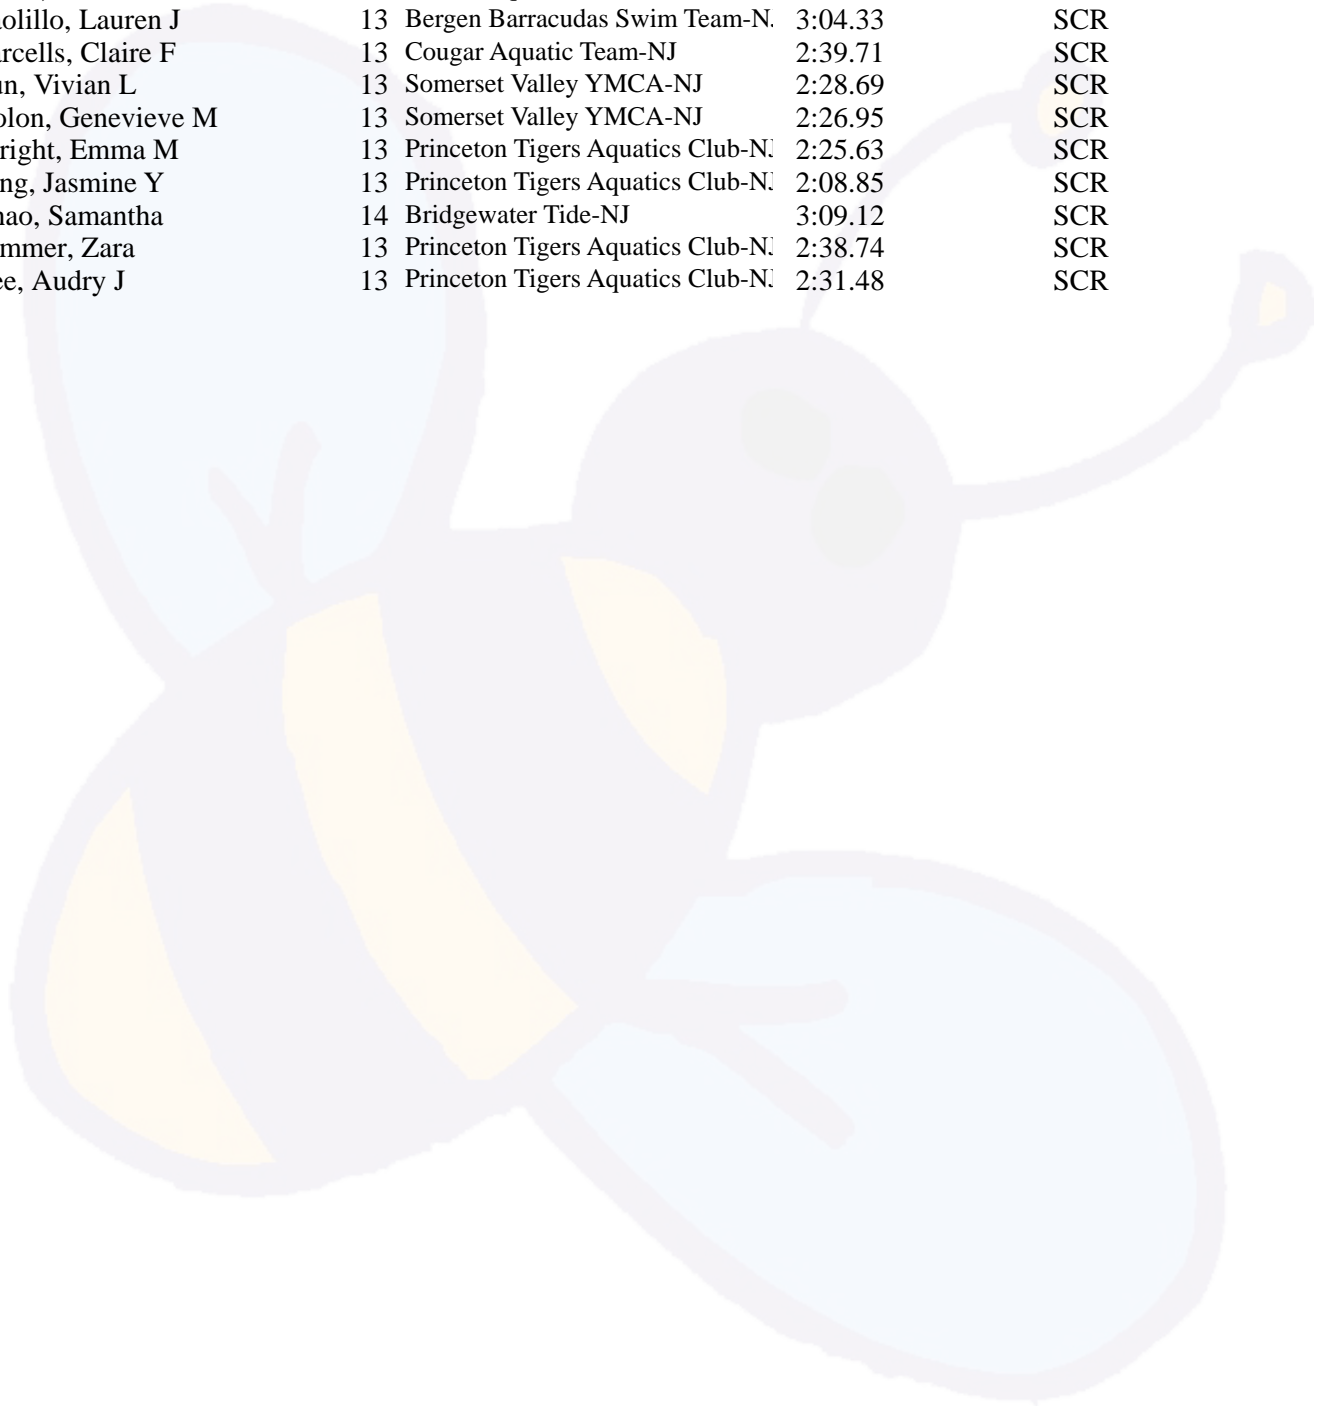 olillo, Lauren J 13 Bergen Barracudas Swim Team-N. 3:04.33 SCR
rcells, Claire F 13 Cougar Aquatic Team-NJ 2:39.71 SCR
un, Vivian L 13 Somerset Valley YMCA-NJ 2:28.69 SCR
olon, Genevieve M 13 Somerset Valley YMCA-NJ 2:26.95 SCR
right, Emma M 13 Princeton Tigers Aquatics Club-NJ 2:25.63 SCR
ng, Jasmine Y 13 Princeton Tigers Aquatics Club-NJ 2:08.85 SCR
hao, Samantha 14 Bridgewater Tide-NJ 3:09.12 SCR
mmer, Zara 13 Princeton Tigers Aquatics Club-NJ 2:38.74 SCR
ee, Audry J 13 Princeton Tigers Aquatics Club-NJ 2:31.48 SCR